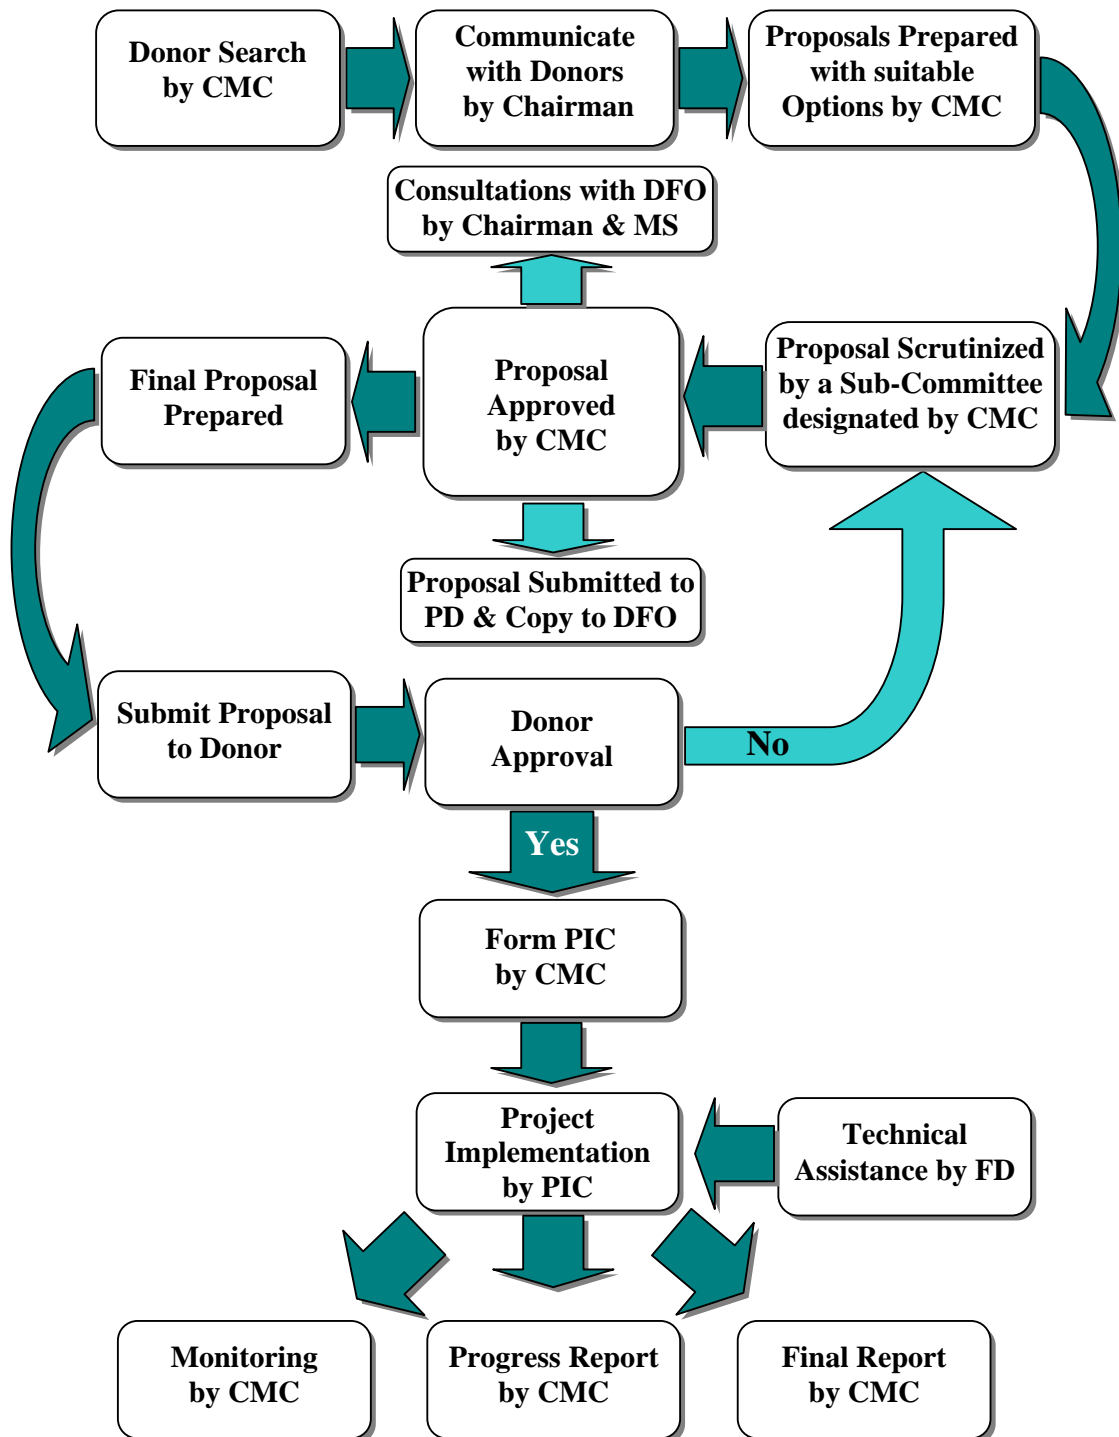 Donor Search
by CMC
Communicate
with Donors
by Chairman
Proposals Prepared
with suitable
Options by CMC
Consultations with DFO
by Chairman & MS
Final Proposal
Prepared
Proposal
Approved
by CMC
Proposal Scrutinized
by a Sub-Committee
designated by CMC
Proposal Submitted to
PD & Copy to DFO
Submit Proposal
to Donor
Donor
Approval
No
Yes
Form PIC
by CMC
Project
Implementation
by PIC
Technical
Assistance by FD
Monitoring
by CMC
Progress Report
by CMC
Final Report
by CMC